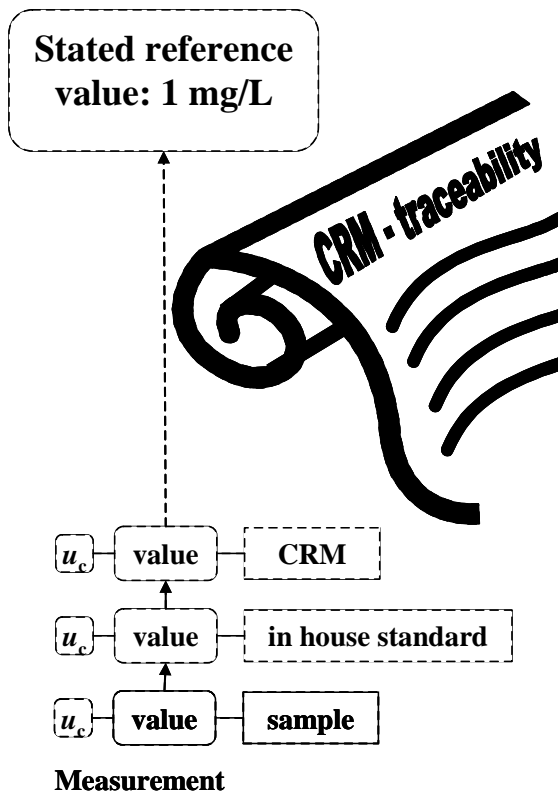 Stated reference
value: 1 mg/L
CRM - traceability
u_c value CRM
u_c value in house standard
u_c value sample
Measurement